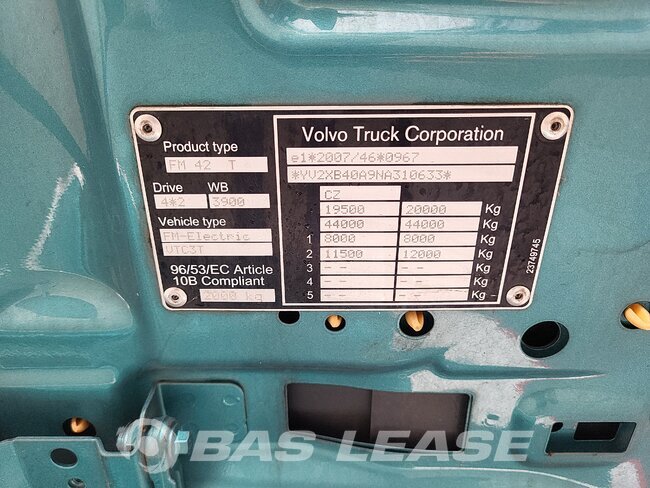 Product type
FM 42 T
Drive WB
4*2 3900
Vehicle type
FM-Electric
VTC3T
96/53/EC Article
10B Compliant
2000 kg
Volvo Truck Corporation
e1*2007/46*0967
*YV2XB40A9NA310633*
CZ
19500 20000 Kg
44000 44000 Kg
1 8000 8000 Kg
2 11500 12000 Kg
3 -- -- Kg
4 -- -- Kg
5 -- -- Kg
23749745
BAS LEASE